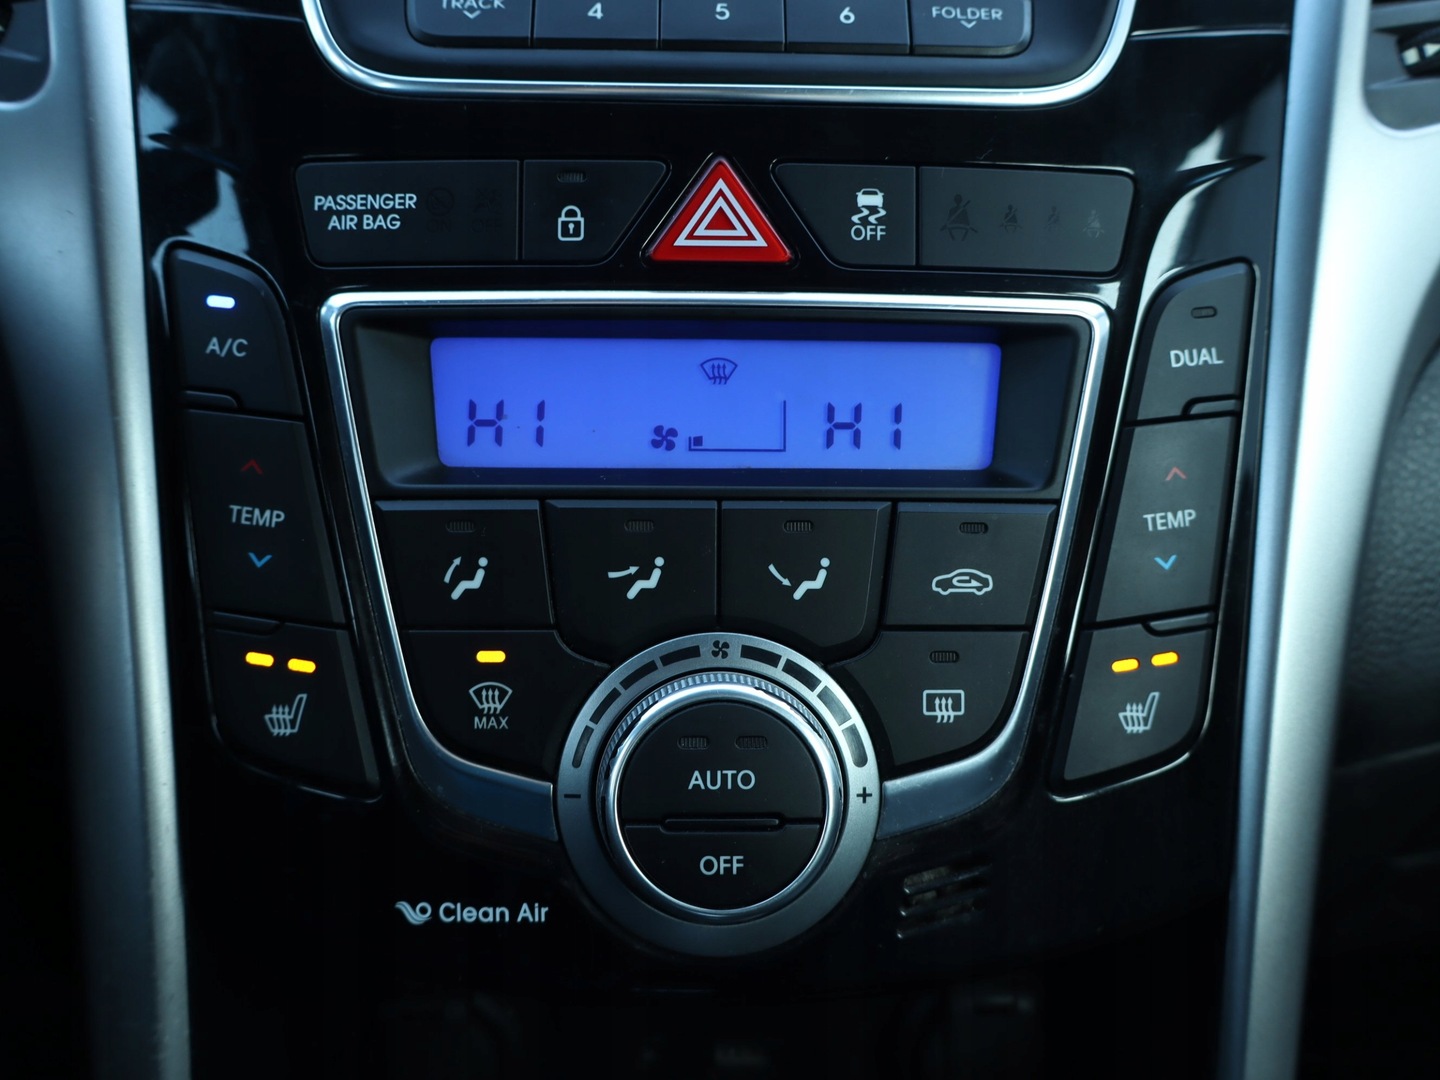 TRACK
4
5
6
FOLDER
PASSENGER
AIR BAG
OFF
A/C
DUAL
HI
HI
TEMP
TEMP
MAX
AUTO
- +
OFF
Clean Air